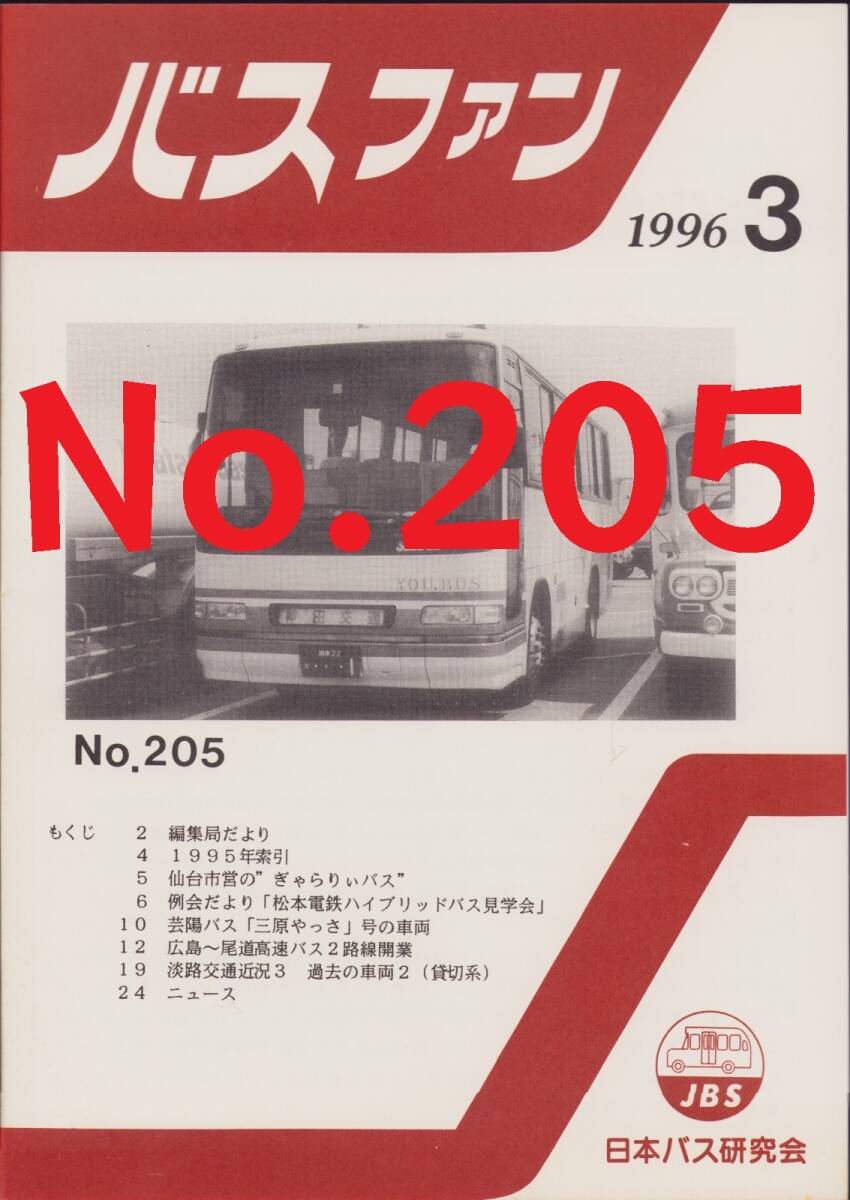 バスファン
1996 3
No.205
YOU.BUS
No.205
もくじ 2 編集局だより
4 1995年索引
5 仙台市営の”ぎゃらりぃバス”
6 例会だより「松本電鉄ハイブリッドバス見学会」
10 芸陽バス「三原やっさ」号の車両
12 広島～尾道高速バス2路線開業
19 淡路交通近況3 過去の車両2（貸切系）
24 ニュース
JBS
日本バス研究会